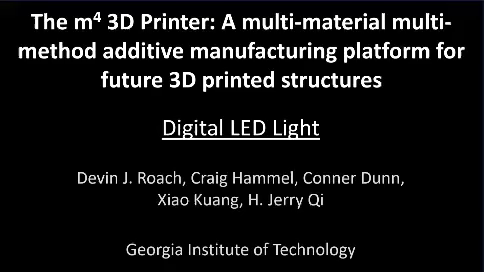 The m⁴ 3D Printer: A multi-material multi-
method additive manufacturing platform for
future 3D printed structures
Digital LED Light
Devin J. Roach, Craig Hammel, Conner Dunn,
Xiao Kuang, H. Jerry Qi
Georgia Institute of Technology